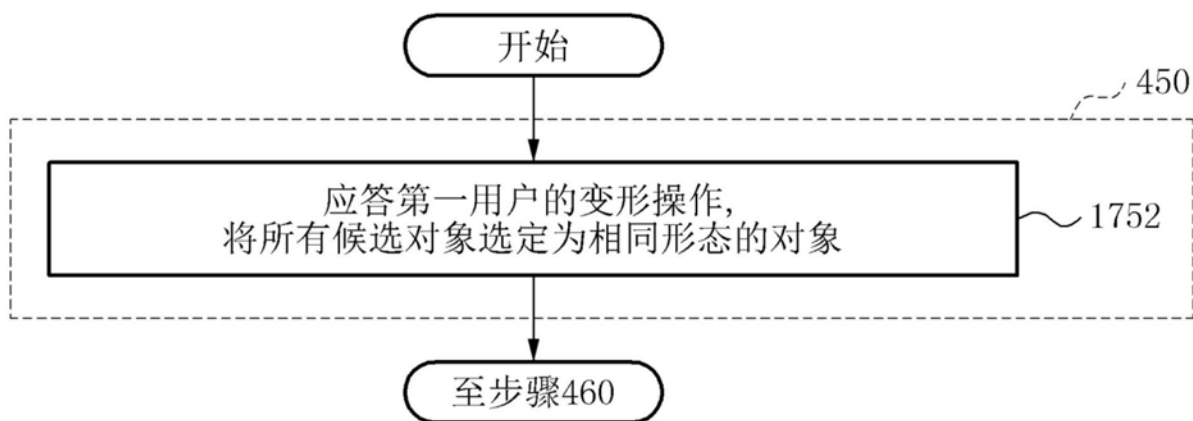 开始
450
应答第一用户的变形操作,
将所有候选对象选定为相同形态的对象
1752
至步骤460